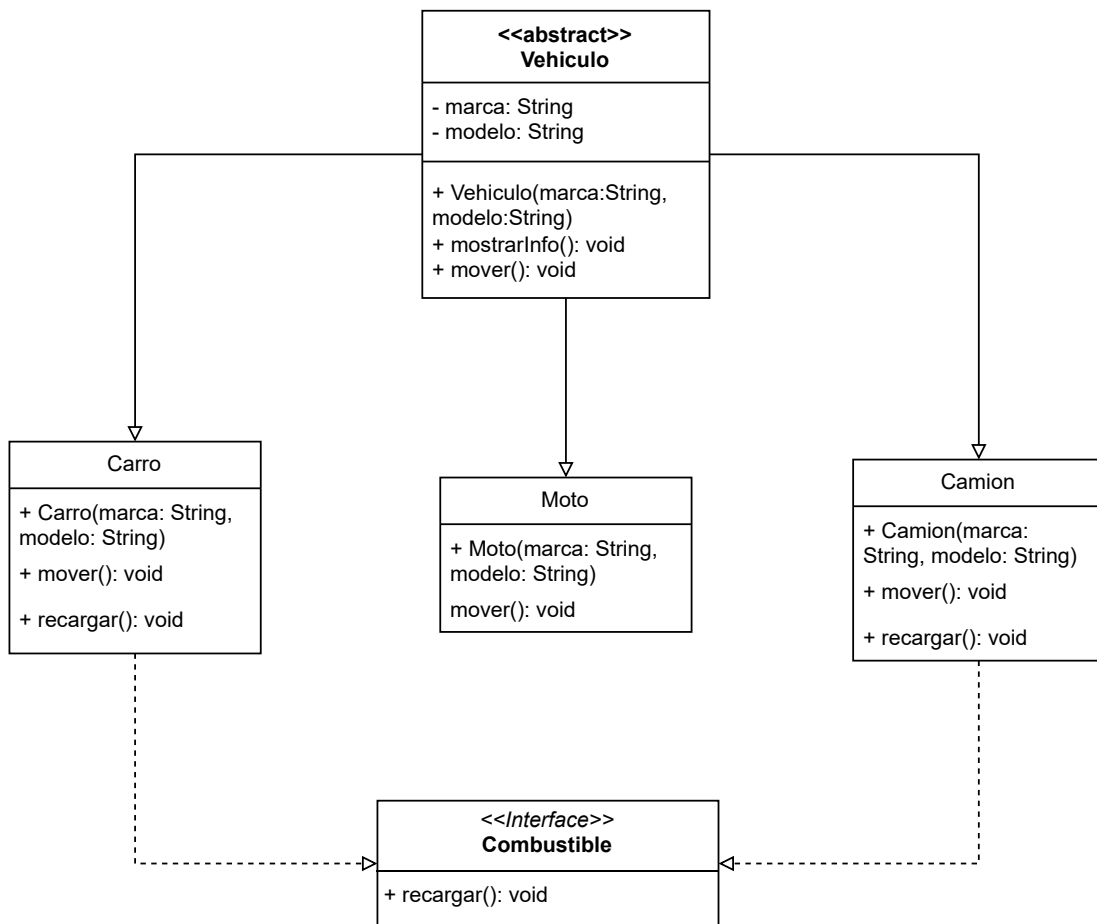 <<abstract>>
Vehiculo
- marca: String
- modelo: String
+ Vehiculo(marca:String,
modelo:String)
+ mostrarInfo(): void
+ mover(): void
Carro
+ Carro(marca: String,
modelo: String)
+ mover(): void
+ recargar(): void
Moto
+ Moto(marca: String,
modelo: String)
mover(): void
Camion
+ Camion(marca:
String, modelo: String)
+ mover(): void
+ recargar(): void
<<Interface>>
Combustible
+ recargar(): void